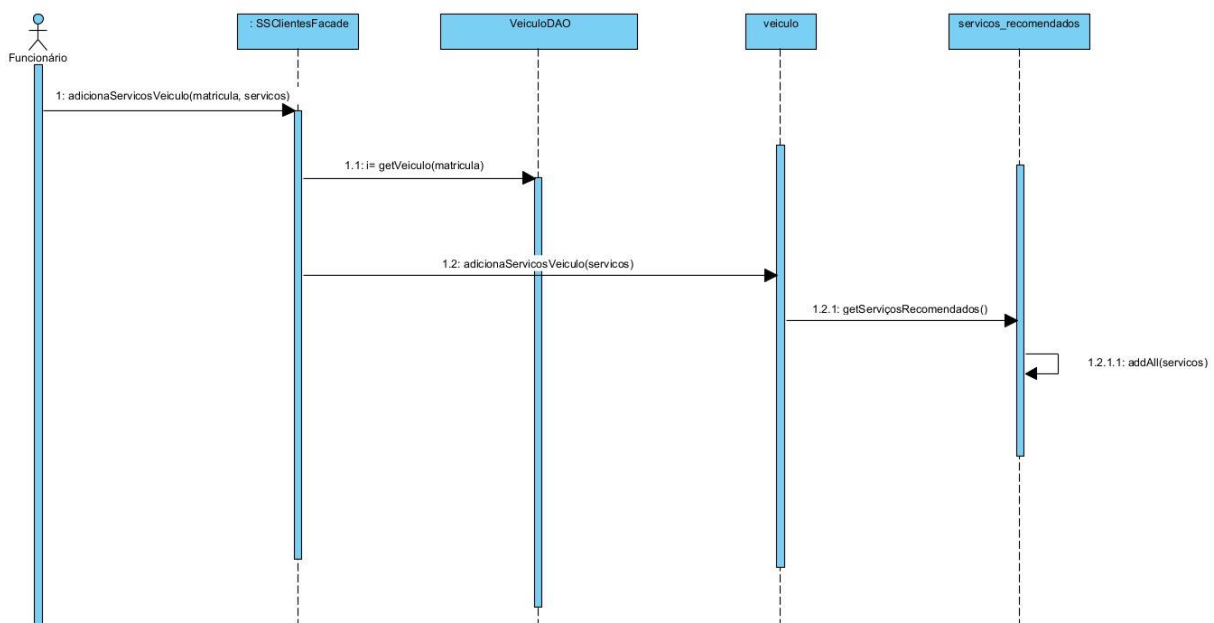 : SSClientesFacade
VeiculoDAO
veiculo
servicos_recomendados
Funcionário
1: adicionaServicosVeiculo(matricula, servicos)
1.1: i= getVeiculo(matricula)
1.2: adicionaServicosVeiculo(servicos)
1.2.1: getServiçosRecomendados()
1.2.1.1: addAll(servicos)